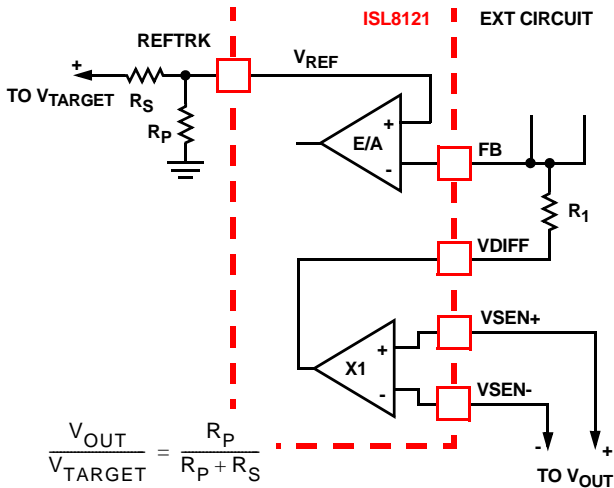 ISL8121 EXT CIRCUIT
REFTRK
VREF
+
TO VTARGET
RS
RP
+
E/A
-
FB
R1
VDIFF
VSEN+
+
X1
-
VSEN-
- +
TO VOUT
VOUT / VTARGET = RP / RP + RS